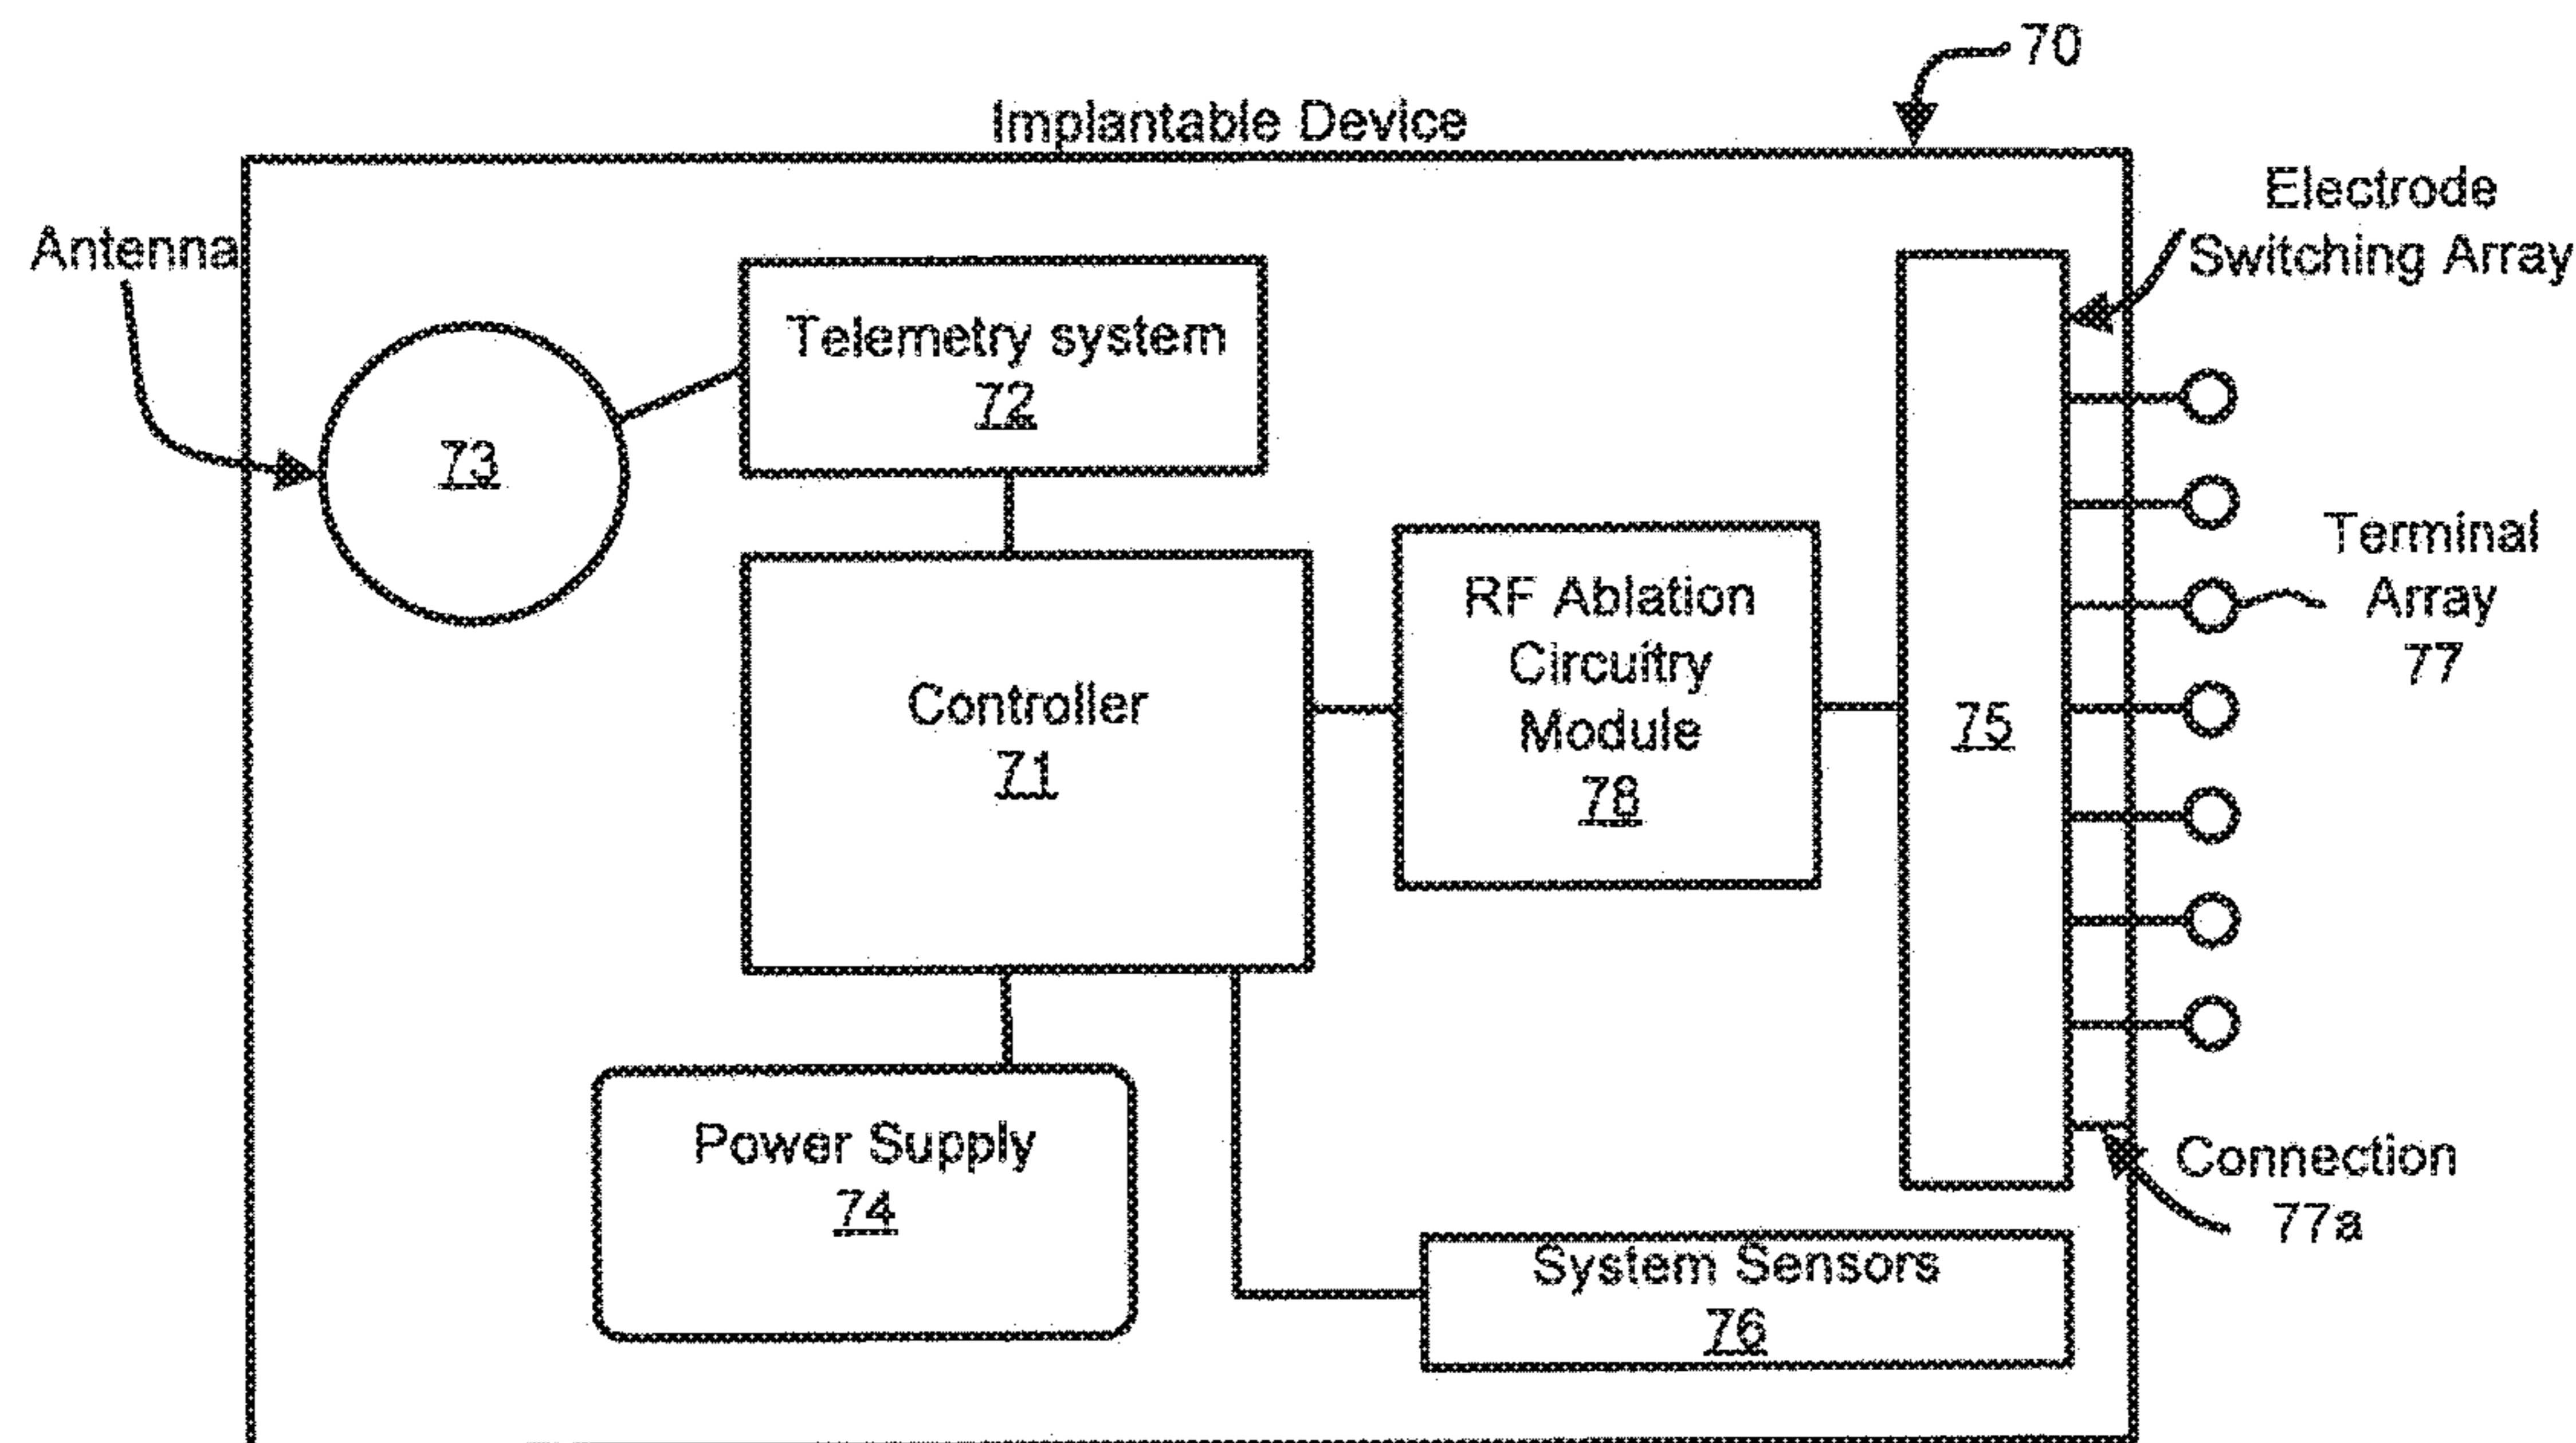 70
Implantable Device
Electrode
Switching Array
Antenna
Telemetry system
72
73
Terminal
Array
77
RF Ablation
Circuitry
Module
78
Controller
71
75
Power Supply
74
Connection
77a
System Sensors
76